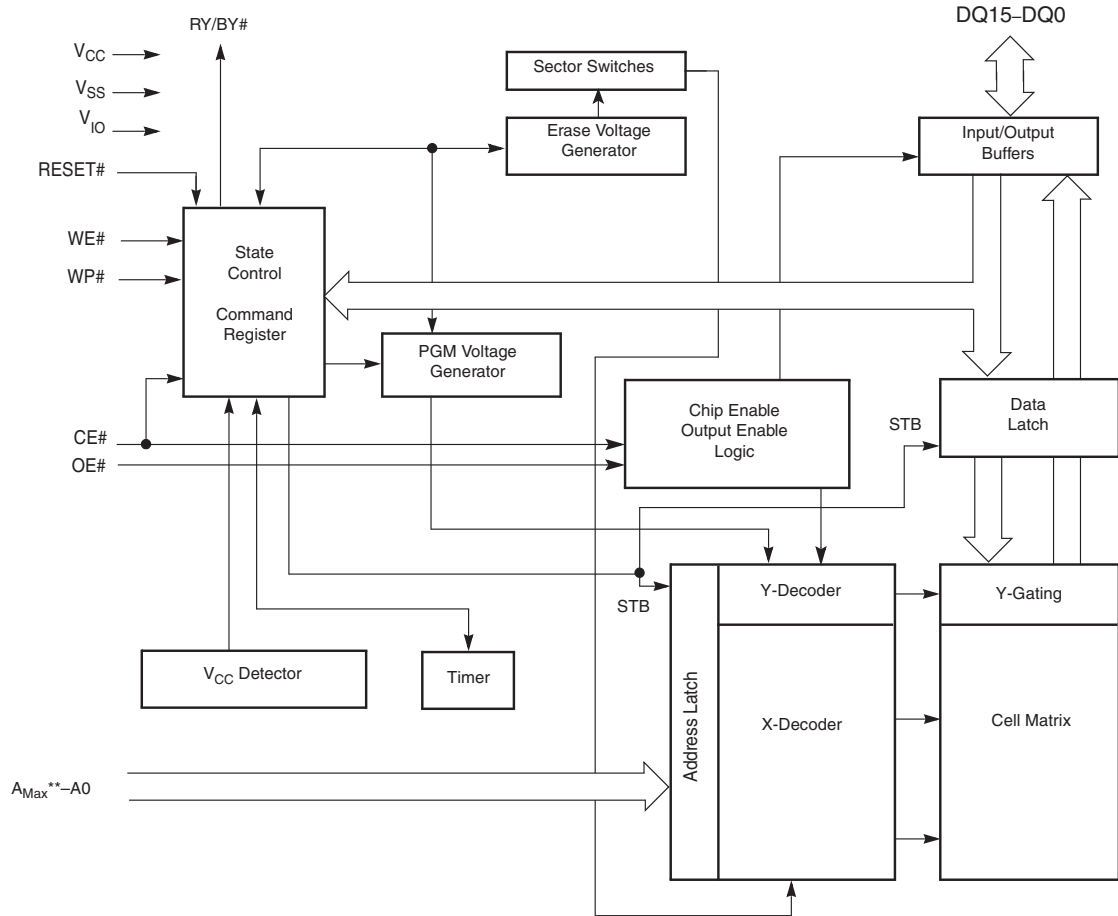 RY/BY#
DQ15–DQ0
VCC
VSS
VIO
RESET#
WE#
WP#
CE#
OE#
AMax**–A0
Sector Switches
Erase Voltage
Generator
Input/Output
Buffers
State
Control
Command
Register
PGM Voltage
Generator
Chip Enable
Output Enable
Logic
STB
Data
Latch
STB
Y-Decoder
Y-Gating
VCC Detector
Timer
Address Latch
X-Decoder
Cell Matrix